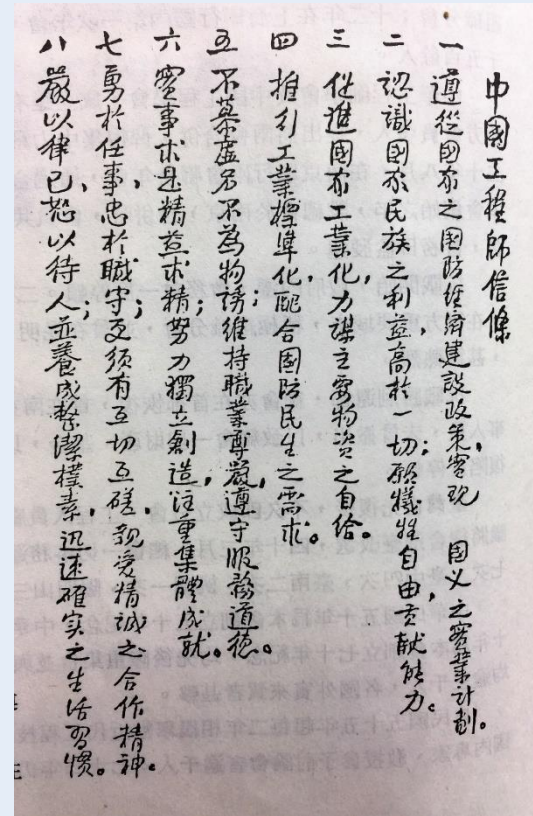 中國工程師信條
一 遵從國家之國防經濟建設政策，實現　國父之實業計劃。
二 認識國家民族之利益高於一切，願犧牲自由貢獻能力。
三 促進國家工業化，力謀主要物資之自給。
四 推行工業標準化，配合國防民生之需求。
五 不慕虛名，不為物誘，維持職業尊嚴，遵守服務道德。
六 實事求是，精益求精，努力獨立創造，注重集體成就。
七 勇於任事，忠於職守，更須有互切互磋，親愛精誠之合作精神。
八 嚴以律己，恕以待人，並養成整潔樸素，迅速確實之生活習慣。